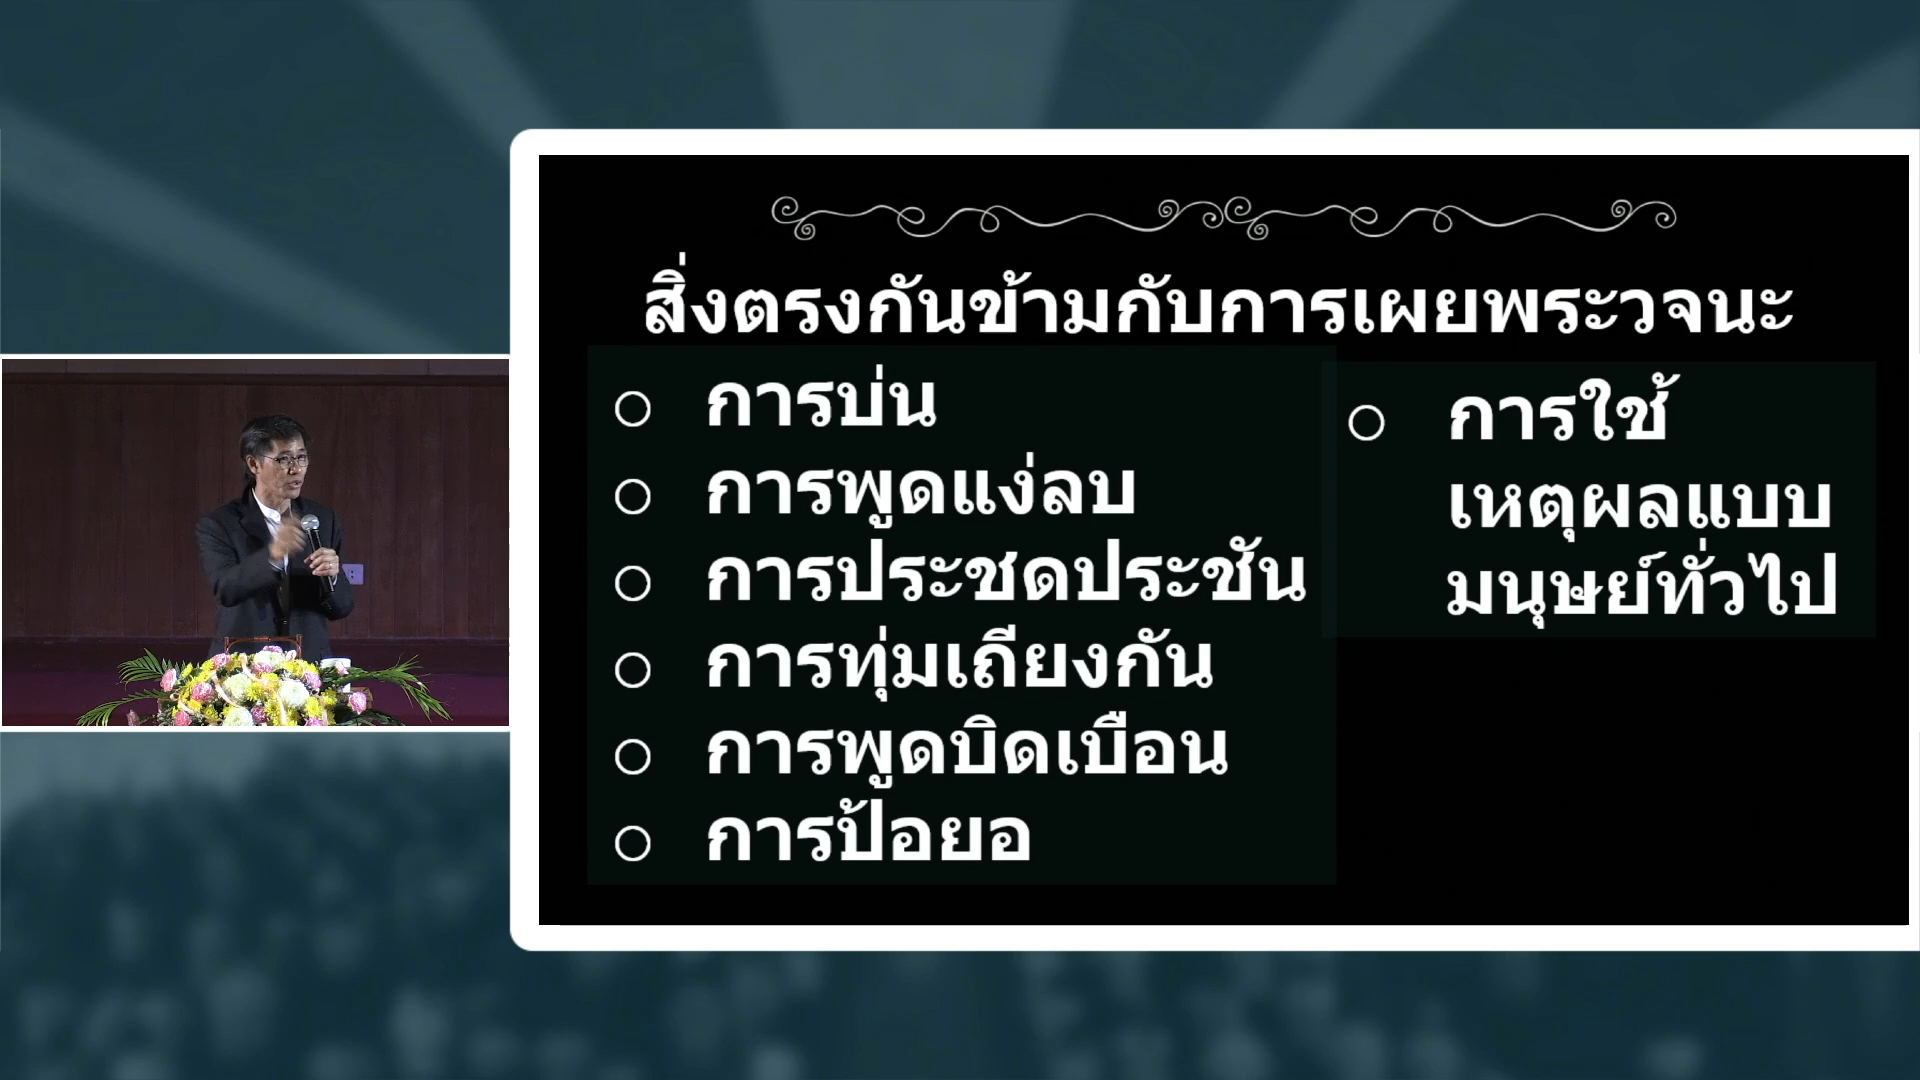 สิ่งตรงกันข้ามกับการเผยพระวจนะ
○ การบ่น
○ การพูดแง่ลบ
○ การประชดประชัน
○ การทุ่มเถียงกัน
○ การพูดบิดเบือน
○ การป้อยอ
○ การใช้
เหตุผลแบบ
มนุษย์ทั่วไป